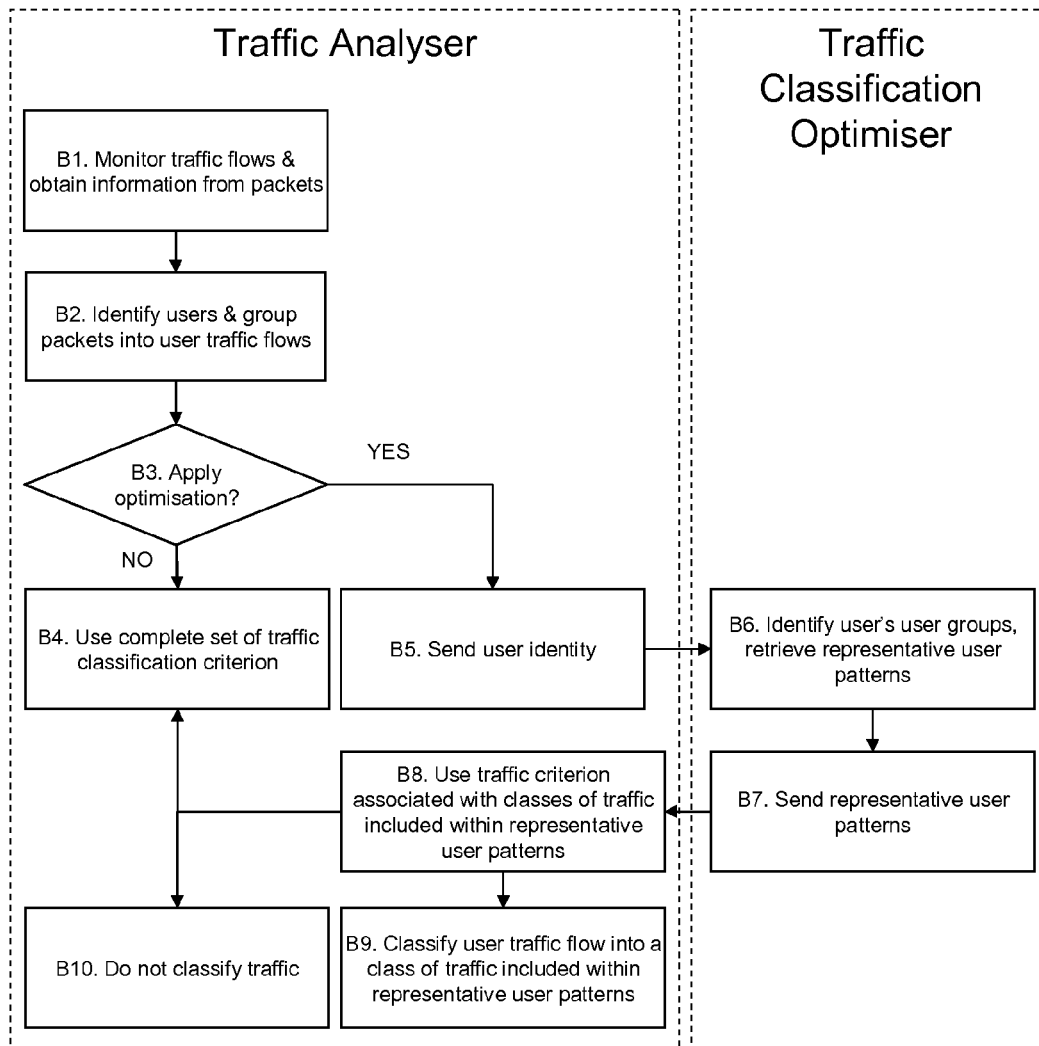 Traffic Analyser
Traffic
Classification
Optimiser
B1. Monitor traffic flows &
obtain information from packets
B2. Identify users & group
packets into user traffic flows
B3. Apply
optimisation?
YES
NO
B4. Use complete set of traffic
classification criterion
B5. Send user identity
B6. Identify user's user groups,
retrieve representative user
patterns
B7. Send representative user
patterns
B8. Use traffic criterion
associated with classes of traffic
included within representative
user patterns
B9. Classify user traffic flow into a
class of traffic included within
representative user patterns
B10. Do not classify traffic